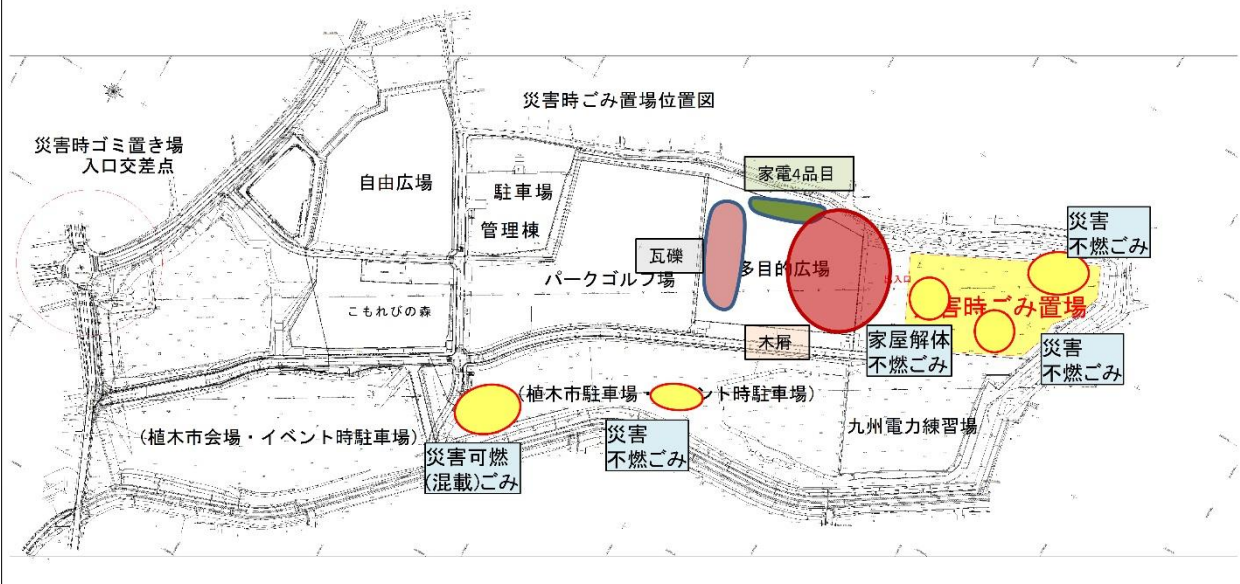 災害時ごみ置場位置図
災害時ゴミ置き場
入口交差点
自由広場
駐車場
管理棟
家電4品目
瓦礫
多目的広場
パークゴルフ場
こもれびの森
木屑
入口
災害
不燃ごみ
害時ごみ置場
家屋解体
不燃ごみ
災害
不燃ごみ
(植木市駐車場・
ント時駐車場)
(植木市会場・イベント時駐車場)
九州電力練習場
災害可燃
(混載)ごみ
災害
不燃ごみ